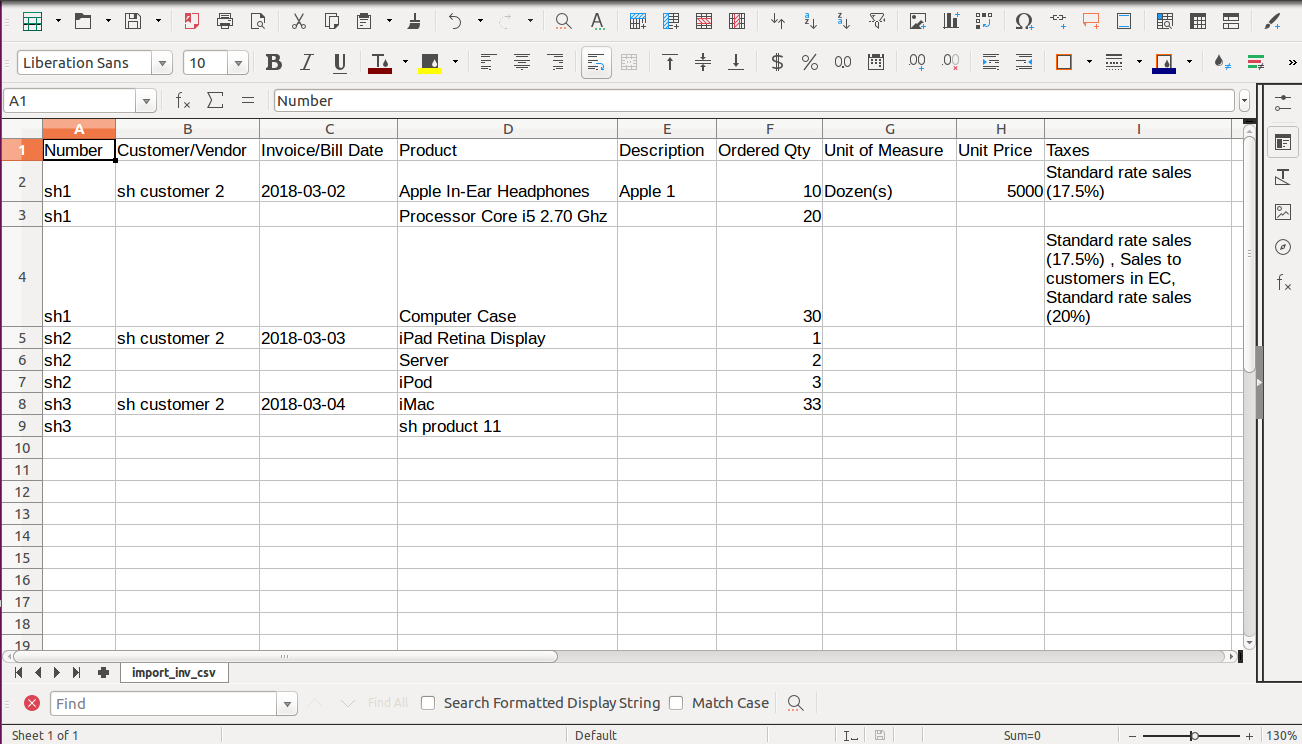 Liberation Sans 10
A1 Number
A B C D E F G H I
1 Number Customer/Vendor Invoice/Bill Date Product Description Ordered Qty Unit of Measure Unit Price Taxes
Standard rate sales
2 sh1 sh customer 2 2018-03-02 Apple In-Ear Headphones Apple 1 10 Dozen(s) 5000 (17.5%)
3 sh1 Processor Core i5 2.70 Ghz 20
Standard rate sales
(17.5%) , Sales to
customers in EC,
Standard rate sales
4 sh1 Computer Case 30 (20%)
5 sh2 sh customer 2 2018-03-03 iPad Retina Display 1
6 sh2 Server 2
7 sh2 iPod 3
8 sh3 sh customer 2 2018-03-04 iMac 33
9 sh3 sh product 11
10
11
12
13
14
15
16
17
18
19
import_inv_csv
Find Find All Search Formatted Display String Match Case
Sheet 1 of 1 Default Sum=0 130%